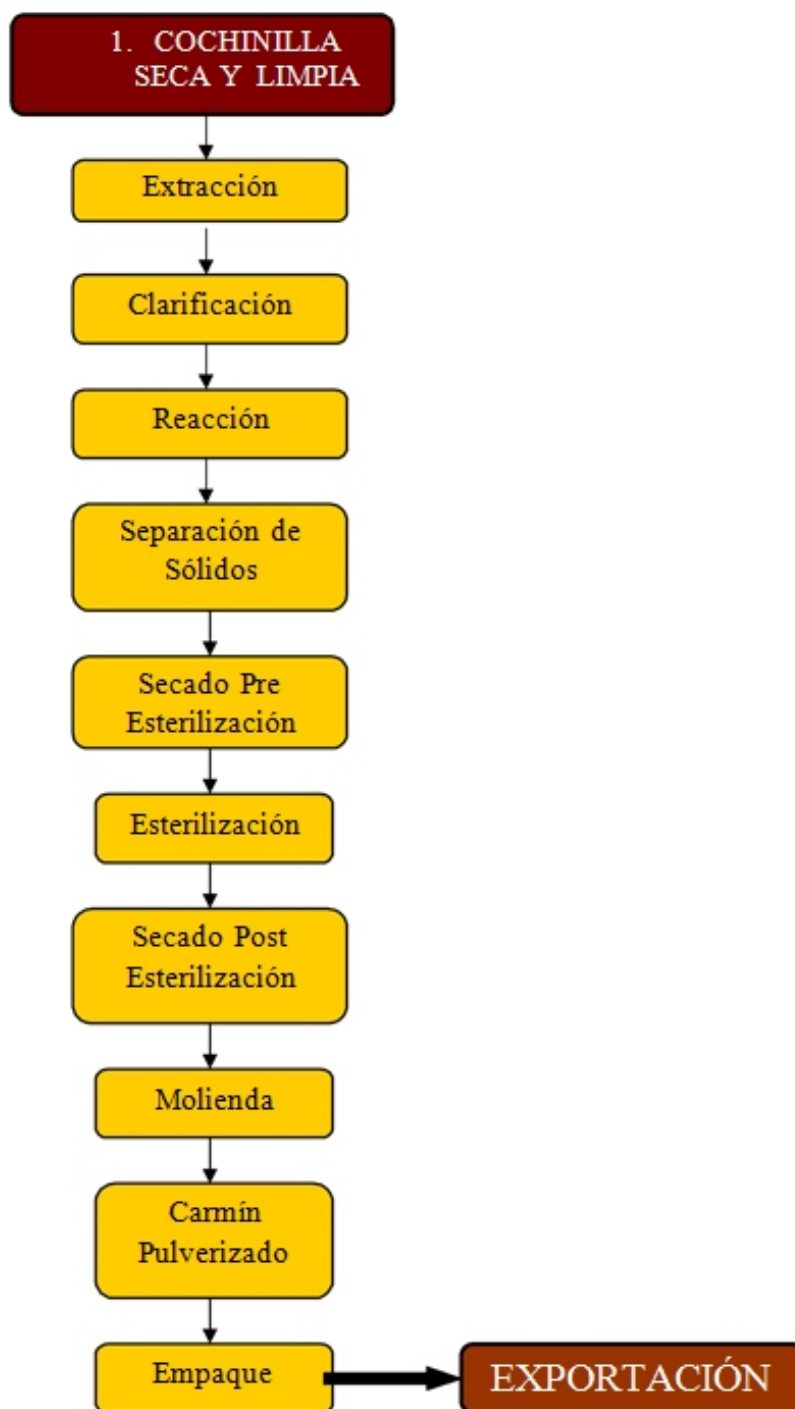 1. COCHINILLA
SECA Y LIMPIA
Extracción
Clarificación
Reacción
Separación de
Sólidos
Secado Pre
Esterilización
Esterilización
Secado Post
Esterilización
Molienda
Carmín
Pulverizado
Empaque
EXPORTACIÓN